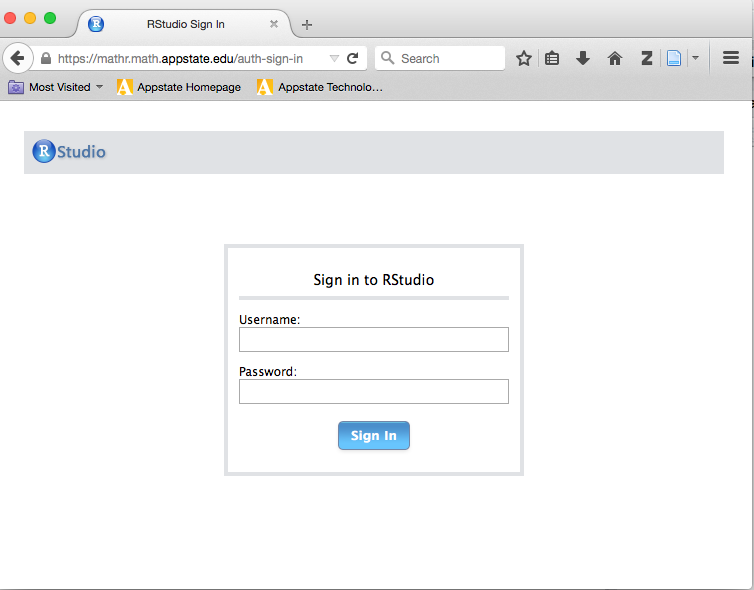 RStudio Sign In
https://mathr.math.appstate.edu/auth-sign-in
Search
Z
Most Visited
Appstate Homepage
Appstate Technolo...
R Studio
Sign in to RStudio
Username:
Password:
Sign In